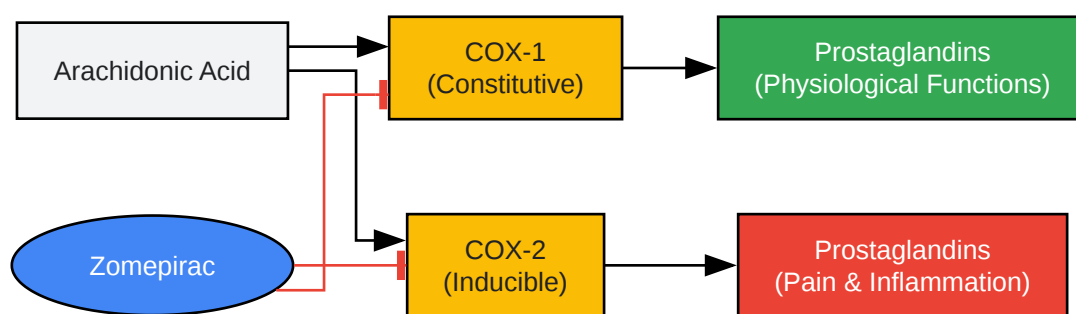 Arachidonic Acid
COX-1
(Constitutive)
Prostaglandins
(Physiological Functions)
Zomepirac
COX-2
(Inducible)
Prostaglandins
(Pain & Inflammation)